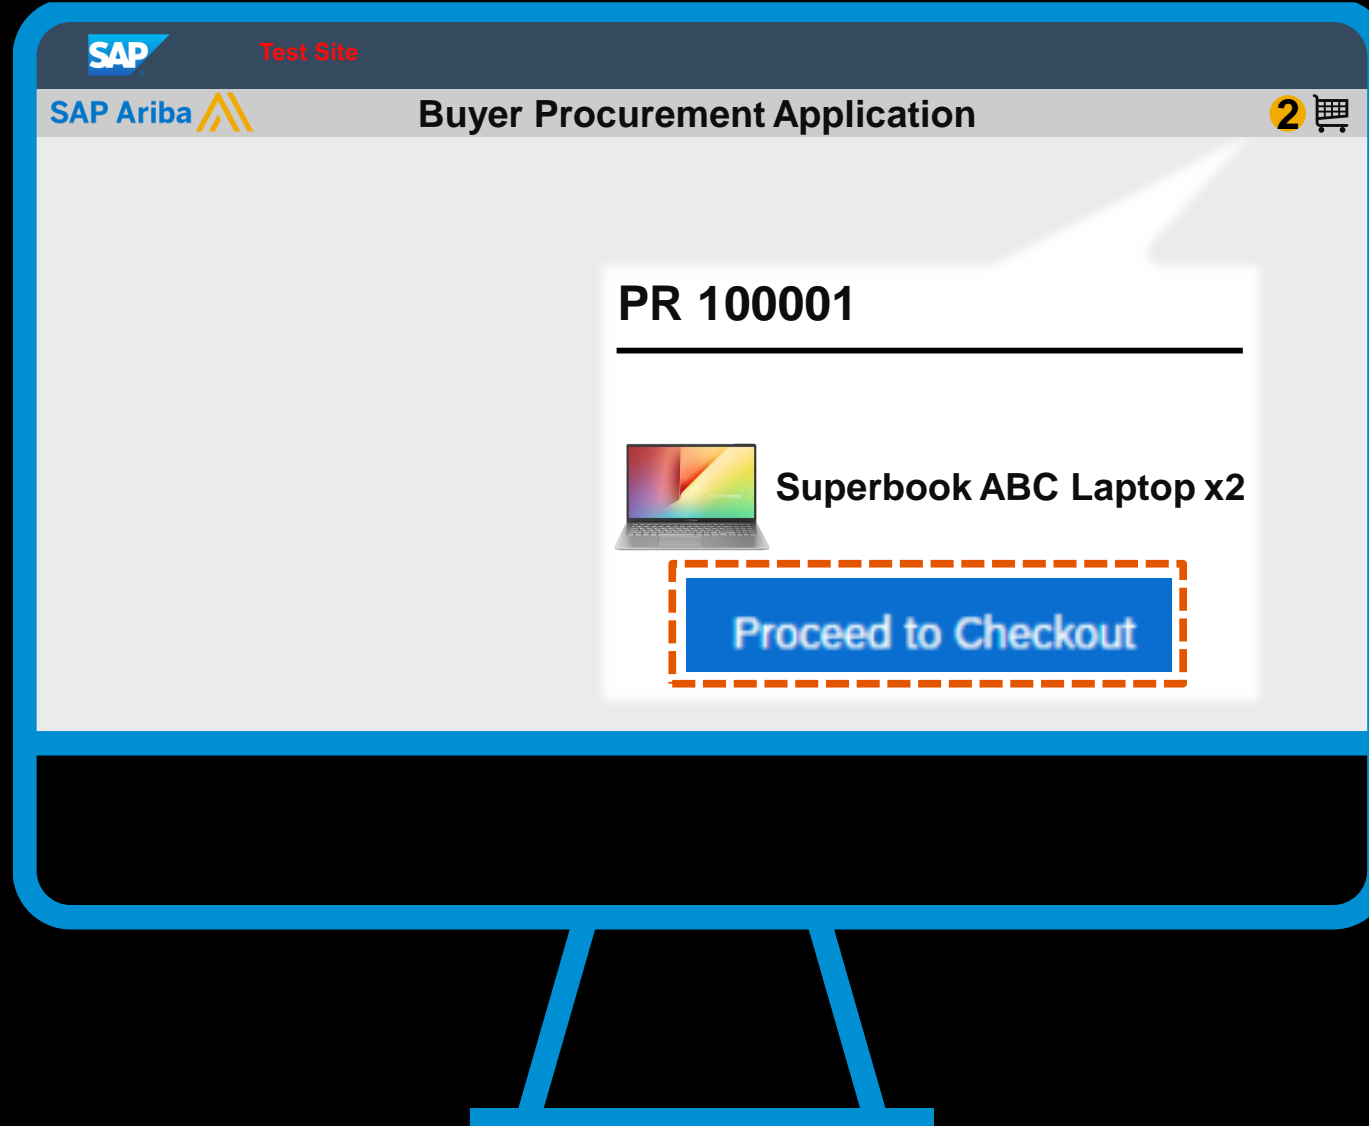 SAP
Test Site
SAP Ariba
Buyer Procurement Application
2
PR 100001
Superbook ABC Laptop x2
Proceed to Checkout